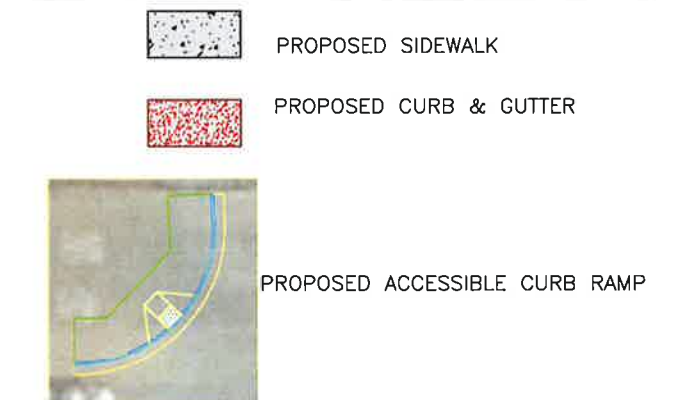 PROPOSED SIDEWALK
PROPOSED CURB & GUTTER
PROPOSED ACCESSIBLE CURB RAMP